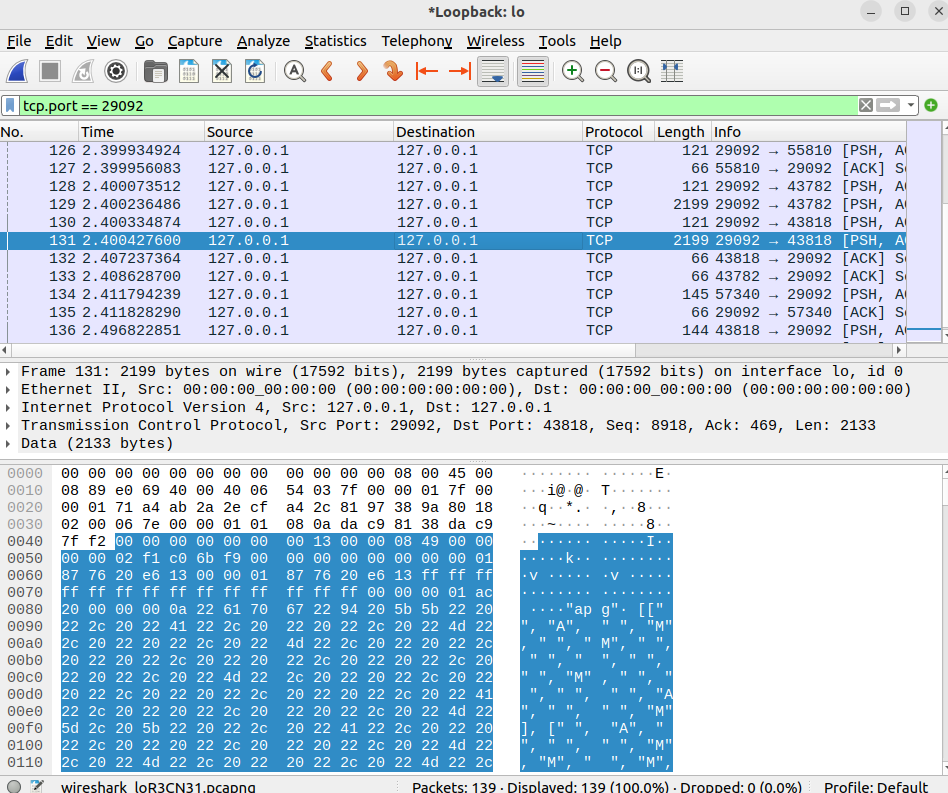 *Loopback: lo
File Edit View Go Capture Analyze Statistics Telephony Wireless Tools Help
tcp.port == 29092
No. Time Source Destination Protocol Length Info
126 2.399934924 127.0.0.1 127.0.0.1 TCP 121 29092 → 55810 [PSH, AC
127 2.399956083 127.0.0.1 127.0.0.1 TCP 66 55810 → 29092 [ACK] Se
128 2.400073512 127.0.0.1 127.0.0.1 TCP 121 29092 → 43782 [PSH, AC
129 2.400236486 127.0.0.1 127.0.0.1 TCP 2199 29092 → 43782 [PSH, AC
130 2.400334874 127.0.0.1 127.0.0.1 TCP 121 29092 → 43818 [PSH, AC
131 2.400427600 127.0.0.1 127.0.0.1 TCP 2199 29092 → 43818 [PSH, AC
132 2.407237364 127.0.0.1 127.0.0.1 TCP 66 43818 → 29092 [ACK] Se
133 2.408628700 127.0.0.1 127.0.0.1 TCP 66 43782 → 29092 [ACK] Se
134 2.411794239 127.0.0.1 127.0.0.1 TCP 145 57340 → 29092 [PSH, AC
135 2.411828290 127.0.0.1 127.0.0.1 TCP 66 29092 → 57340 [ACK] Se
136 2.496822851 127.0.0.1 127.0.0.1 TCP 144 43818 → 29092 [PSH, AC
Frame 131: 2199 bytes on wire (17592 bits), 2199 bytes captured (17592 bits) on interface lo, id 0
Ethernet II, Src: 00:00:00_00:00:00 (00:00:00:00:00:00), Dst: 00:00:00_00:00:00 (00:00:00:00:00:00)
Internet Protocol Version 4, Src: 127.0.0.1, Dst: 127.0.0.1
Transmission Control Protocol, Src Port: 29092, Dst Port: 43818, Seq: 8918, Ack: 469, Len: 2133
Data (2133 bytes)
0000 00 00 00 00 00 00 00 00 00 00 00 00 08 00 45 00 ········ ······E·
0010 08 89 e0 69 40 00 40 06 54 03 7f 00 00 01 7f 00 ···i@·@· T·······
0020 00 01 71 a4 ab 2a 2e cf a4 2c 81 97 38 9a 80 18 ··q··*.· ·,··8···
0030 02 00 06 7e 00 00 01 01 08 0a da c9 81 38 da c9 ···~···· ·····8··
0040 7f f2 00 00 00 00 00 00 00 13 00 00 08 49 00 00 ········ ·····I··
0050 00 00 02 f1 c0 6b f9 00 00 00 00 00 00 00 00 01 ·····k·· ········
0060 87 76 20 e6 13 00 00 01 87 76 20 e6 13 ff ff ff ·v ····· ·v ·····
0070 ff ff ff ff ff ff ff ff ff ff ff 00 00 00 01 ac ········ ········
0080 20 00 00 00 0a 22 61 70 67 22 94 20 5b 5b 22 20 ····"ap g"· [["
0090 22 2c 20 22 41 22 2c 20 22 20 22 2c 20 22 4d 22 ", "A", " ", "M"
00a0 2c 20 22 20 22 2c 20 22 4d 22 2c 20 22 20 22 2c , " ", " M", " ",
00b0 20 22 20 22 2c 20 22 20 22 2c 20 22 20 22 2c 20 " ", " ", " ",
00c0 22 20 22 2c 20 22 4d 22 2c 20 22 20 22 2c 20 22 " ", "M" , " ", "
00d0 20 22 2c 20 22 20 22 2c 20 22 20 22 2c 20 22 41 ", " ", " ", "A
00e0 22 2c 20 22 20 22 2c 20 22 20 22 2c 20 22 4d 22 ", " ", " ", "M"
00f0 5d 2c 20 5b 22 20 22 2c 20 22 41 22 2c 20 22 20 ], [" ", "A", "
0100 22 2c 20 22 20 22 2c 20 22 20 22 2c 20 22 4d 22 ", " ", " ", "M"
0110 2c 20 22 4d 22 2c 20 22 20 22 2c 20 22 4d 22 2c , "M", " ", "M",
wireshark_loR3CN31.pcapng Packets: 139 · Displayed: 139 (100.0%) · Dropped: 0 (0.0%) Profile: Default